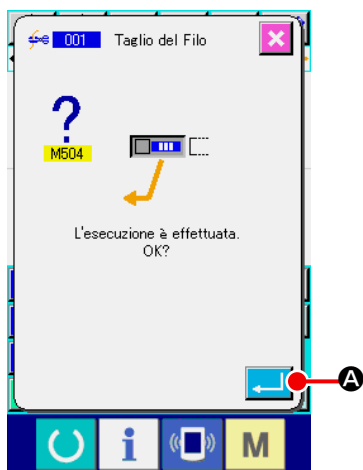 001 Taglio del Filo
?
M504
L'esecuzione è effettuata.
OK?
A
i M